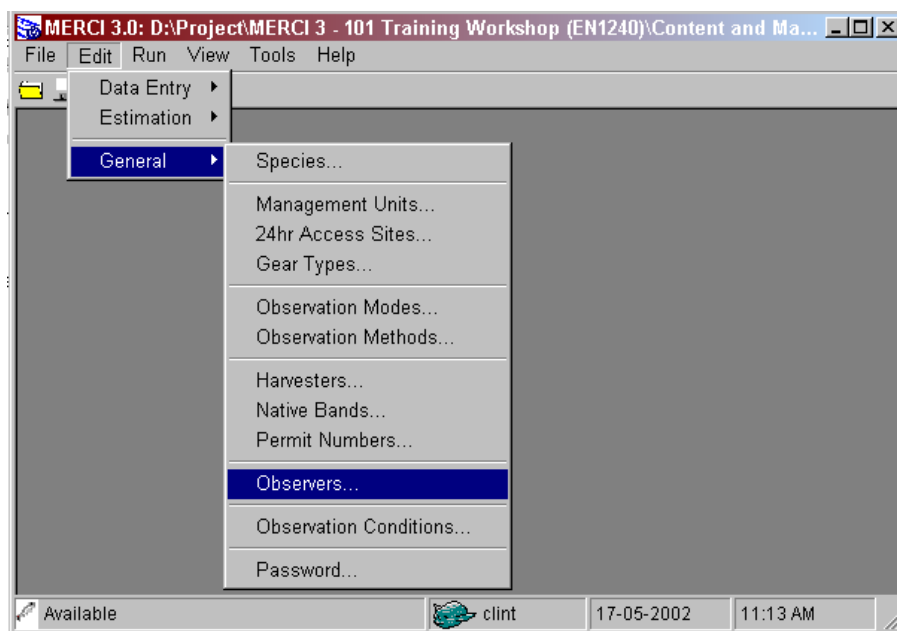 MERCI 3.0: D:\Project\MERCI 3 - 101 Training Workshop (EN1240)\Content and Ma...
File Edit Run View Tools Help
Data Entry
Estimation
General
Species...
Management Units...
24hr Access Sites...
Gear Types...
Observation Modes...
Observation Methods...
Harvesters...
Native Bands...
Permit Numbers...
Observers...
Observation Conditions...
Password...
Available clint 17-05-2002 11:13 AM